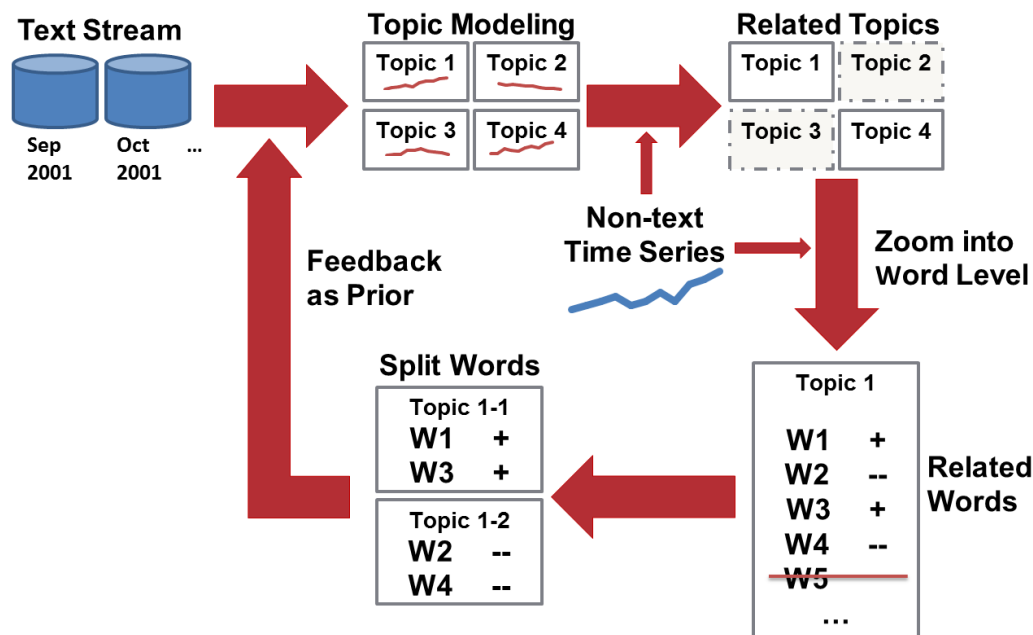 Text Stream
Sep
2001
Oct
2001
...
Topic Modeling
Topic 1
Topic 2
Topic 3
Topic 4
Related Topics
Topic 1
Topic 2
Topic 3
Topic 4
Non-text
Time Series
Zoom into
Word Level
Feedback
as Prior
Split Words
Topic 1-1
W1 +
W3 +
Topic 1-2
W2 --
W4 --
Topic 1
W1 +
W2 --
W3 +
W4 --
W5
...
Related
Words